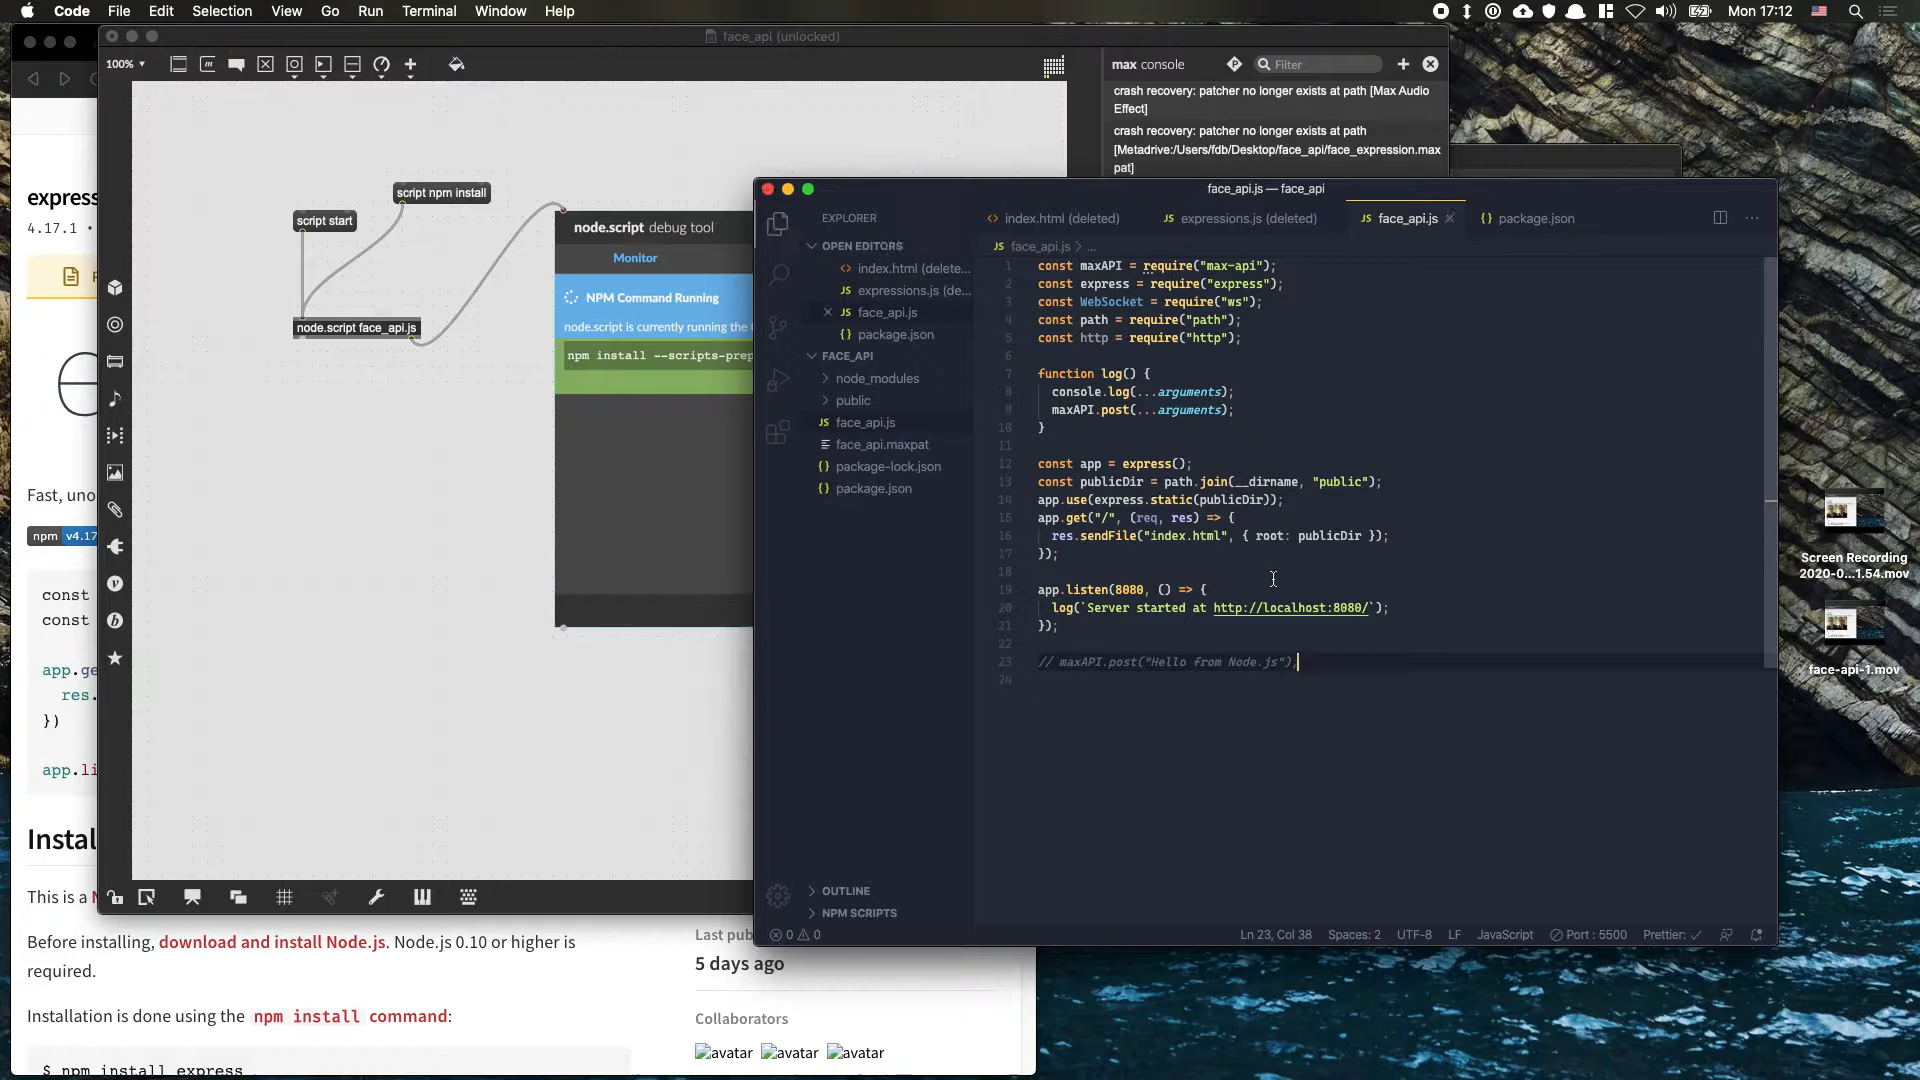 Code File Edit Selection View Go Run Terminal Window Help
Mon 17:12
face_api (unlocked)
100%
max console
Filter
crash recovery: patcher no longer exists at path [Max Audio
Effect]
crash recovery: patcher no longer exists at path
[Metadrive:/Users/fdb/Desktop/face_api/face_expression.max
pat]
script npm install
script start
node.script face_api.js
node.script debug tool
Monitor
NPM Command Running
node.script is currently running the
npm install --scripts-prep
express
4.17.1 •
Fast, uno
npm v4.17
const
const
app.ge
res.
})
app.li
Instal
This is a
Before installing, download and install Node.js. Node.js 0.10 or higher is
required.
Installation is done using the npm install command:
$ npm install express
5 days ago
Collaborators
avatar avatar avatar
face_api.js — face_api
EXPLORER
OPEN EDITORS
index.html (delete...
expressions.js (de...
face_api.js
package.json
FACE_API
node_modules
public
face_api.js
face_api.maxpat
package-lock.json
package.json
OUTLINE
NPM SCRIPTS
index.html (deleted) expressions.js (deleted) face_api.js package.json
face_api.js > ...
1 const maxAPI = require("max-api");
2 const express = require("express");
3 const WebSocket = require("ws");
4 const path = require("path");
5 const http = require("http");
6
7 function log() {
8 console.log(...arguments);
9 maxAPI.post(...arguments);
10 }
11
12 const app = express();
13 const publicDir = path.join(__dirname, "public");
14 app.use(express.static(publicDir));
15 app.get("/", (req, res) => {
16 res.sendFile("index.html", { root: publicDir });
17 });
18
19 app.listen(8080, () => {
20 log(`Server started at http://localhost:8080/`);
21 });
22
23 // maxAPI.post("Hello from Node.js");
24
0 0 Ln 23, Col 38 Spaces: 2 UTF-8 LF JavaScript Port : 5500 Prettier: ✓
Screen Recording
2020-0...1.54.mov
face-api-1.mov